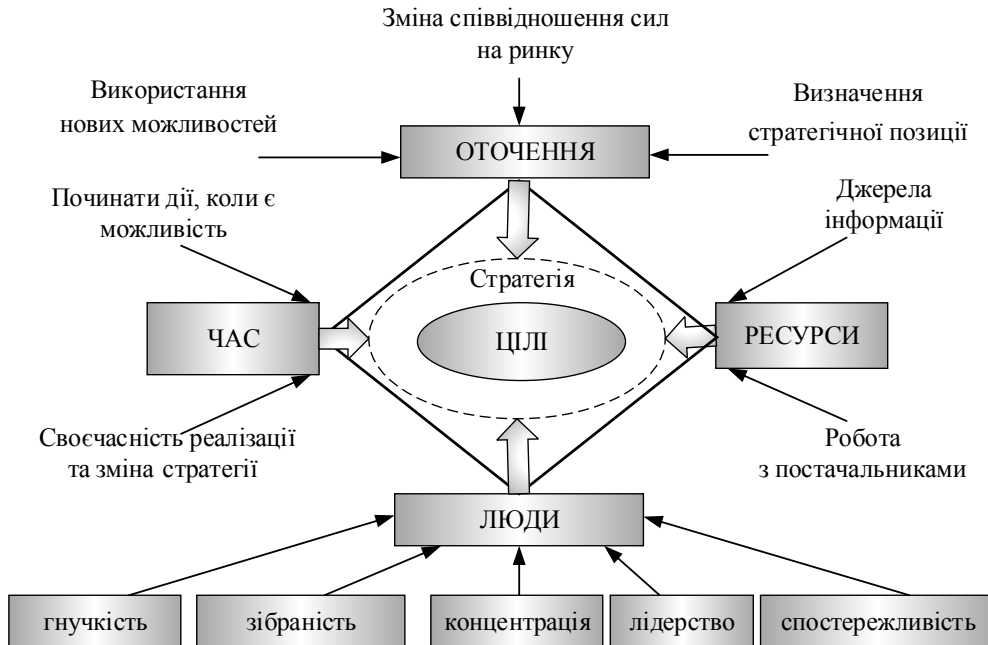 Зміна співвідношення сил
на ринку
Використання
нових можливостей
Визначення
стратегічної позиції
ОТОЧЕННЯ
Починати дії, коли є
можливість
Джерела
інформації
Стратегія
ЧАС
ЦІЛІ
РЕСУРСИ
Своєчасність реалізації
та зміна стратегії
Робота
з постачальниками
ЛЮДИ
гнучкість
зібраність
концентрація
лідерство
спостережливість